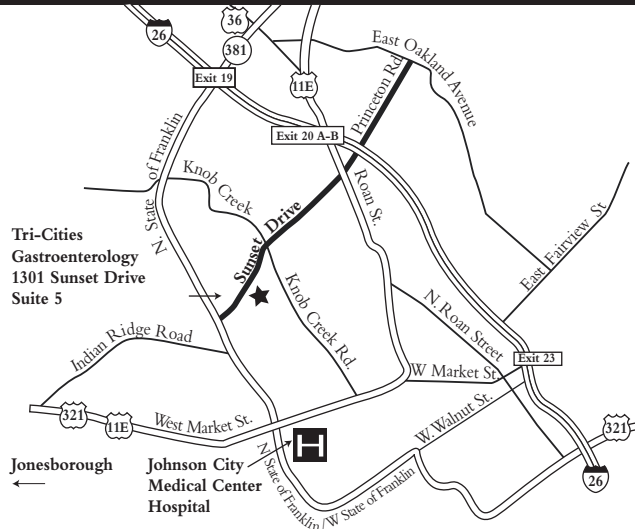 36
26
381
Exit 19
11E
East Oakland Avenue
Princeton Rd.
Exit 20 A-B
N. State of Franklin
Knob Creek
Roan St.
Sunset Drive
Tri-Cities
Gastroenterology
1301 Sunset Drive
Suite 5
East Fairview St
Knob Creek Rd.
N. Roan Street
Indian Ridge Road
Exit 23
W Market St.
321
11E
West Market St.
W. Walnut St.
321
Jonesborough
Johnson City
Medical Center
Hospital
H
N. State of Franklin/W State of Franklin
26